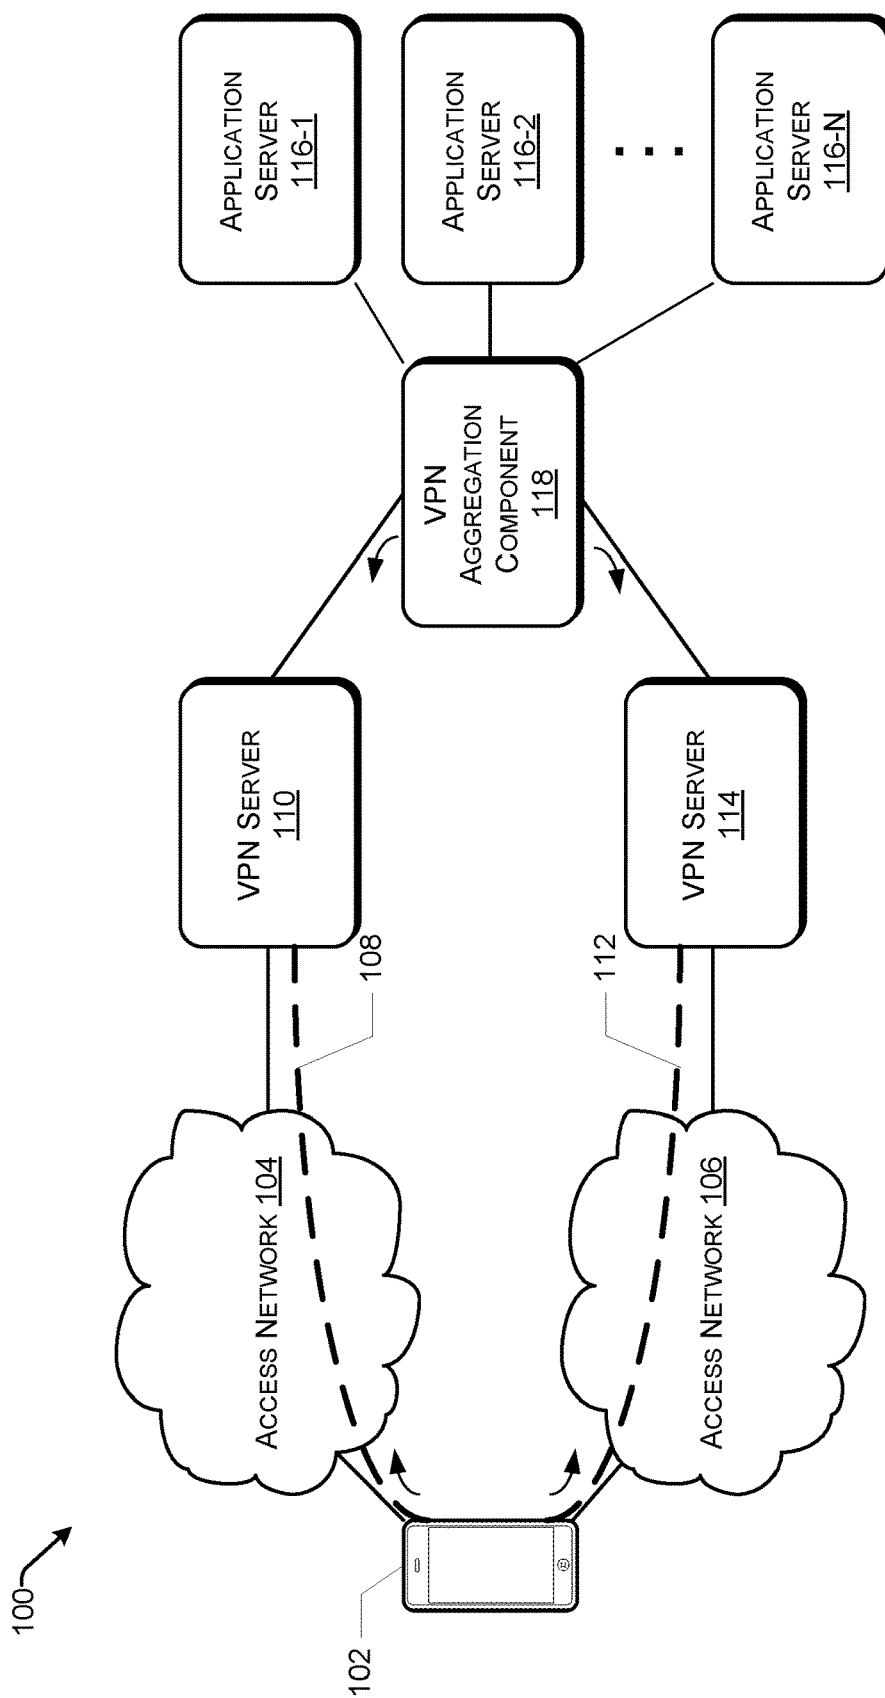 100
102
ACCESS NETWORK 104
ACCESS NETWORK 106
108
112
VPN SERVER
110
VPN SERVER
114
VPN
AGGREGATION
COMPONENT
118
APPLICATION
SERVER
116-1
APPLICATION
SERVER
116-2
APPLICATION
SERVER
116-N